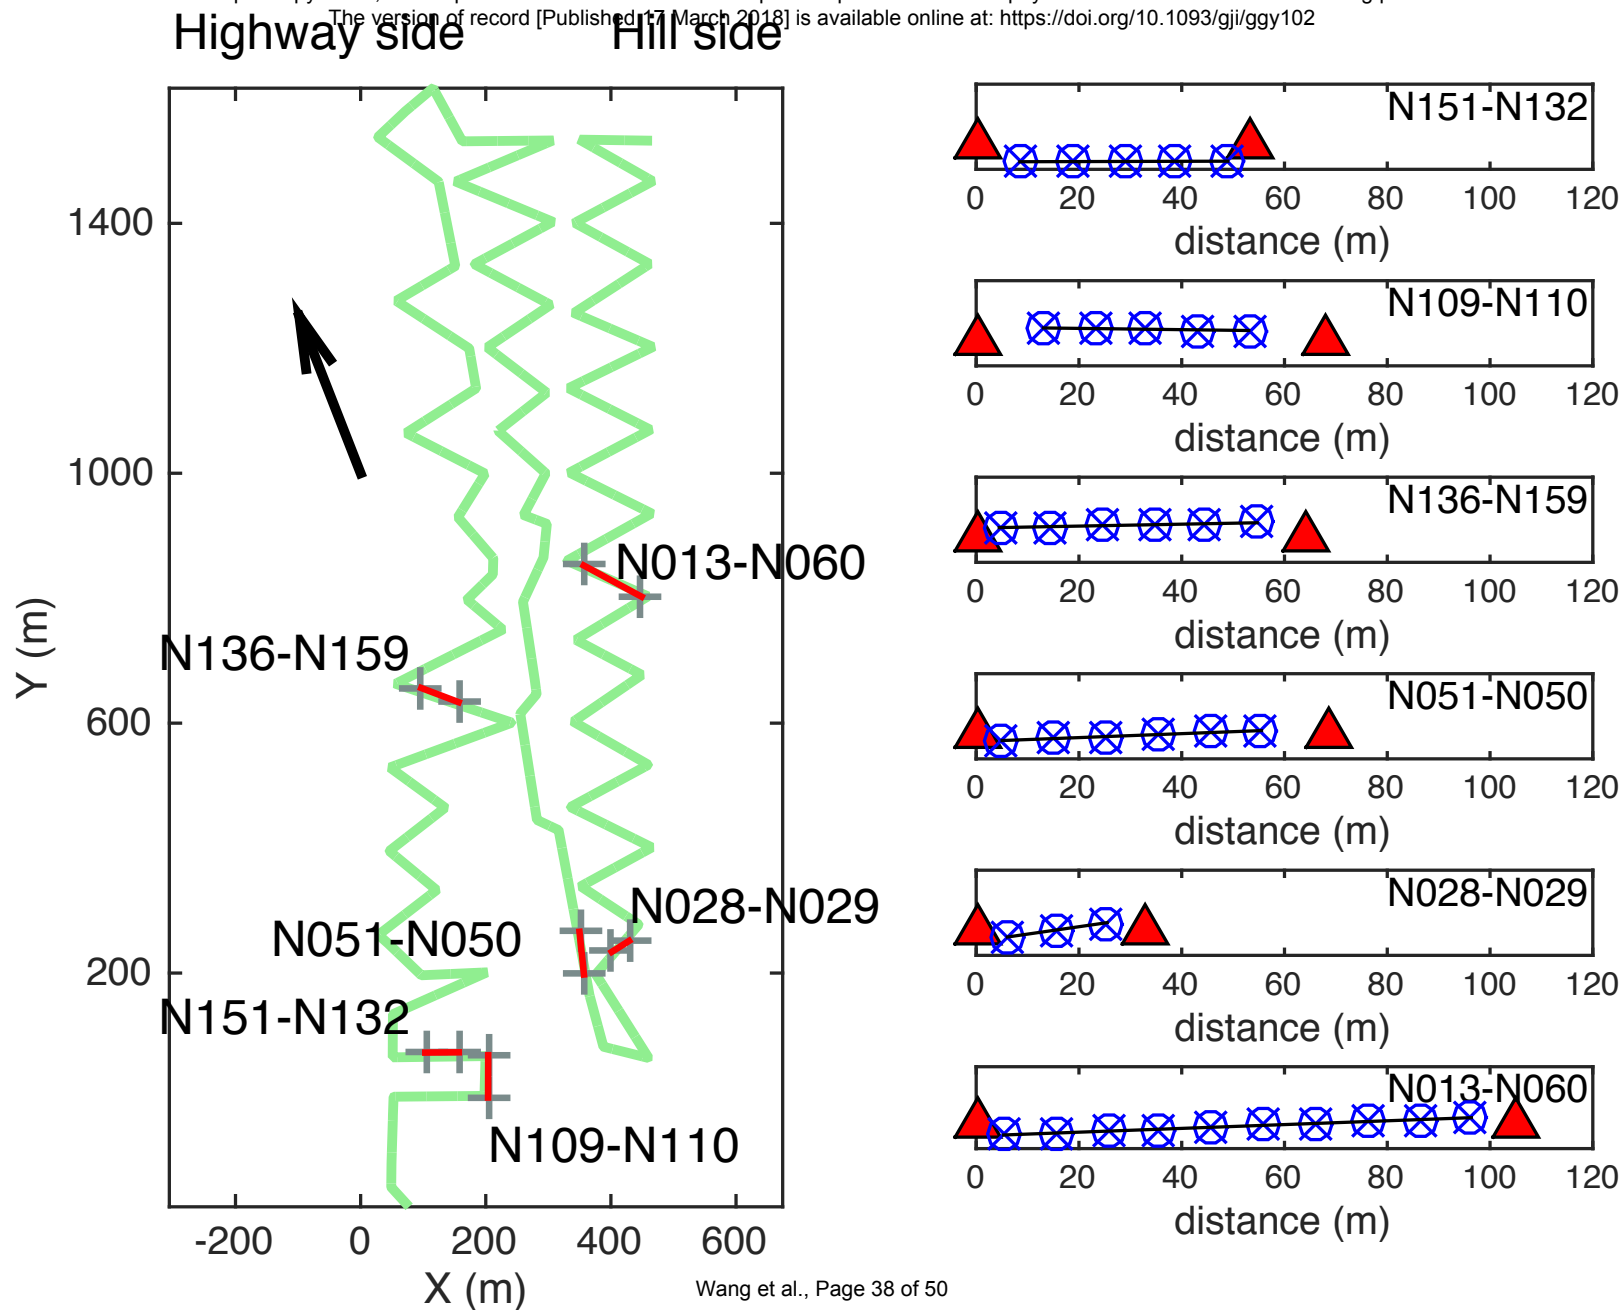 The version of record [Published 17 March 2018] is available online at: https://doi.org/10.1093/gji/ggy102
Highway side
Hill side
1400
1000
600
200
Y (m)
-200 0 200 400 600
X (m)
N013-N060
N136-N159
N028-N029
N051-N050
N151-N132
N109-N110
N151-N132
0 20 40 60 80 100 120
distance (m)
N109-N110
0 20 40 60 80 100 120
distance (m)
N136-N159
0 20 40 60 80 100 120
distance (m)
N051-N050
0 20 40 60 80 100 120
distance (m)
N028-N029
0 20 40 60 80 100 120
distance (m)
N013-N060
0 20 40 60 80 100 120
distance (m)
Wang et al., Page 38 of 50